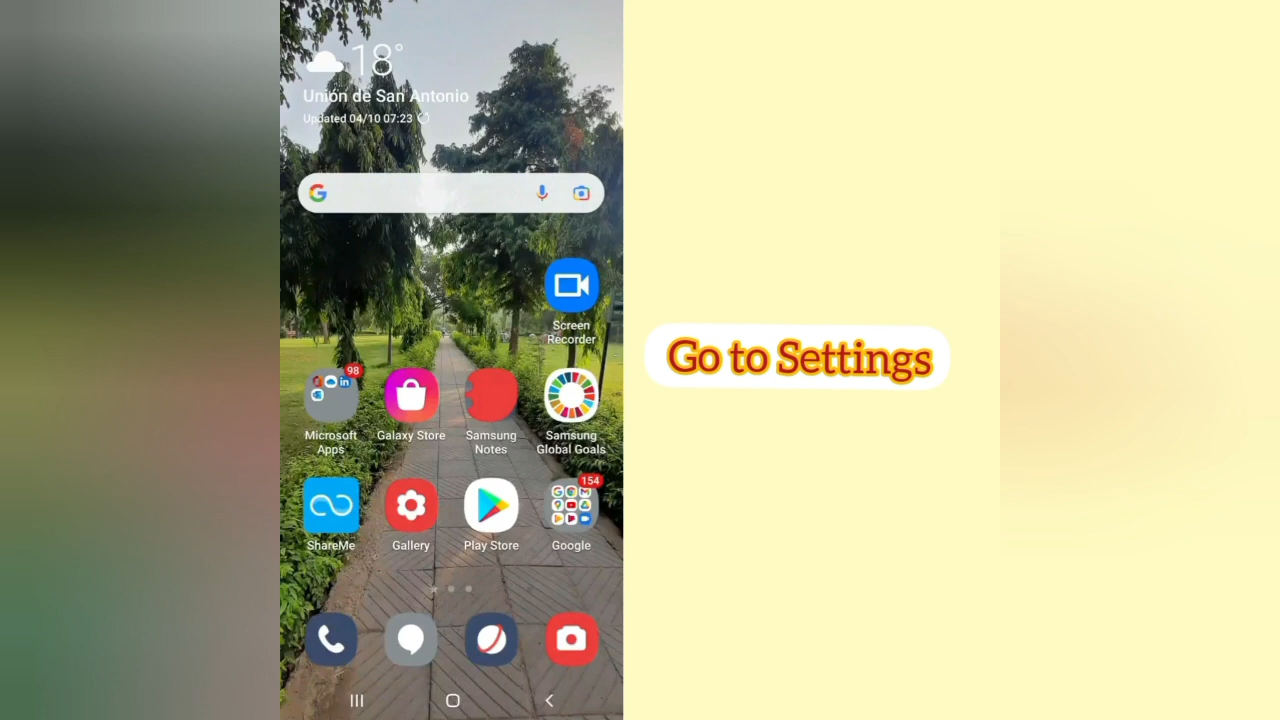 18°
Unión de San Antonio
Updated 04/10 07:23
Screen
Recorder
98
Microsoft
Apps
Galaxy Store
Samsung
Notes
Samsung
Global Goals
154
ShareMe
Gallery
Play Store
Google
Go to Settings